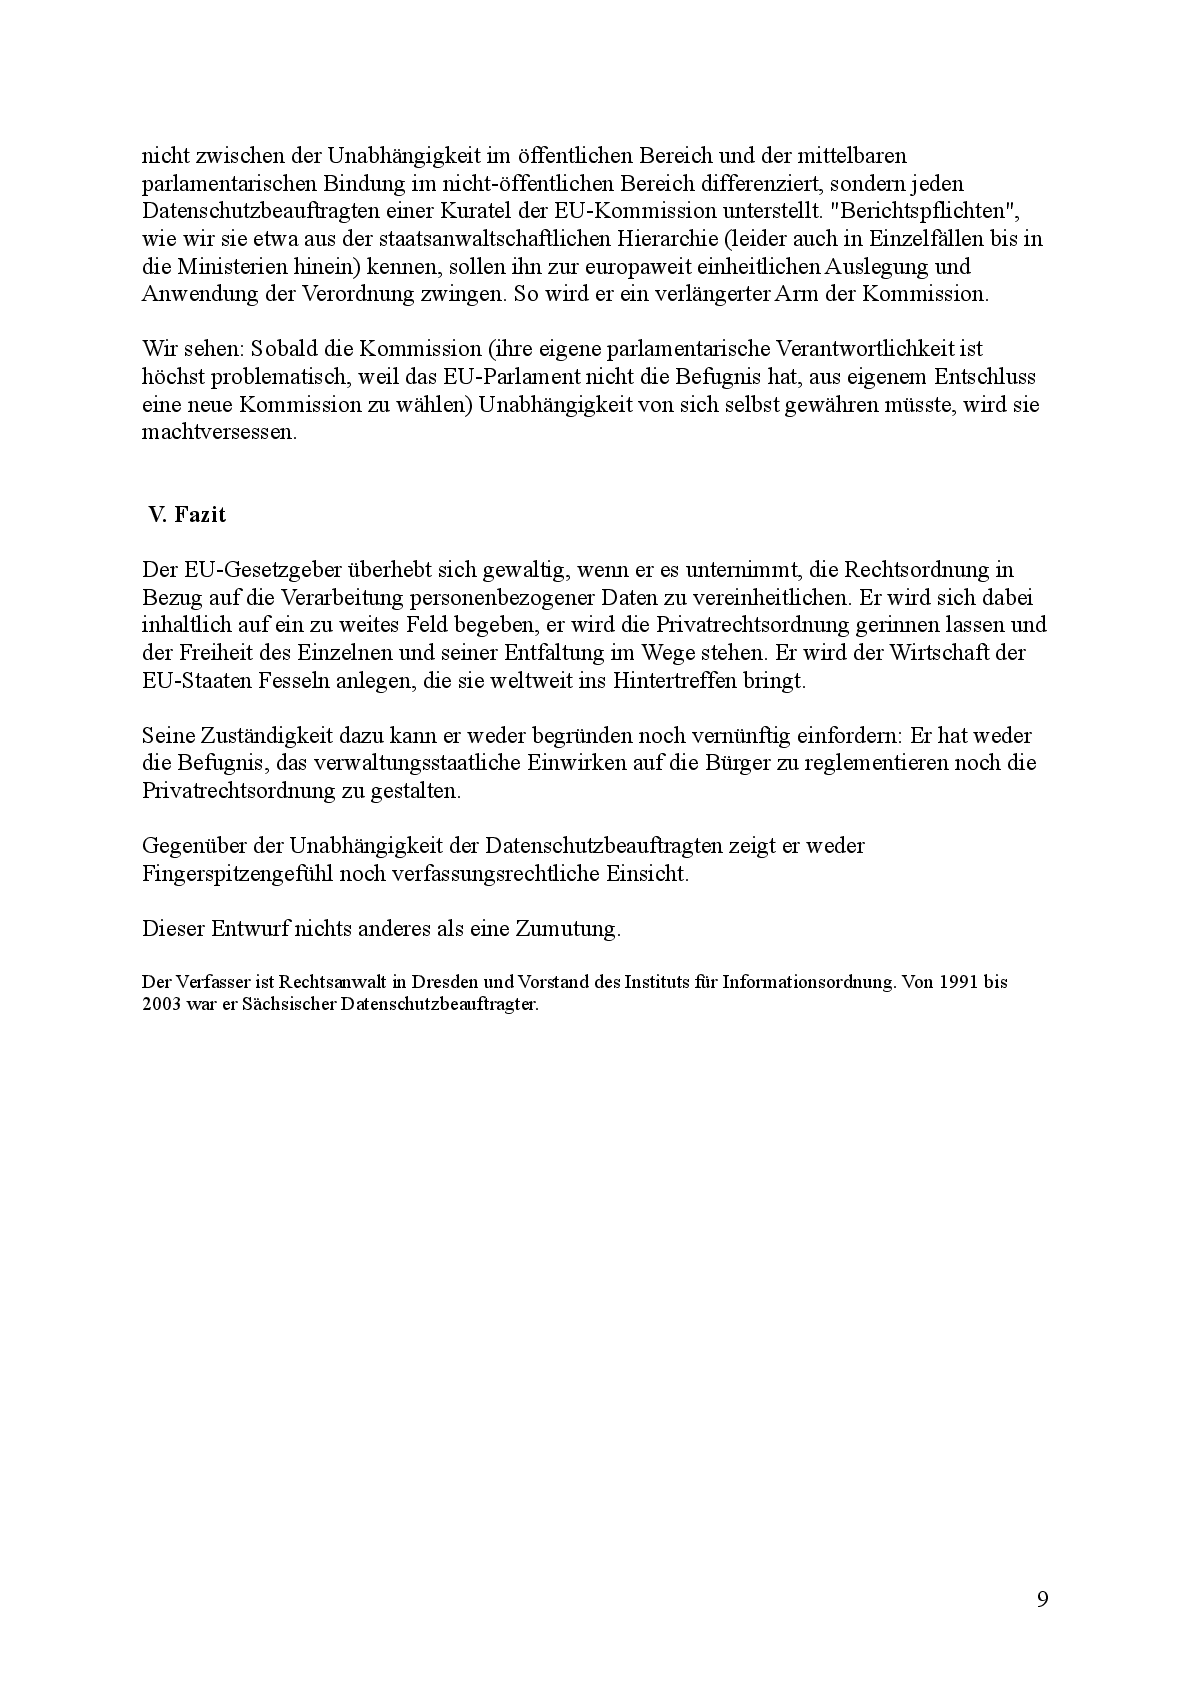 nicht zwischen der Unabhängigkeit im öffentlichen Bereich und der mittelbaren
parlamentarischen Bindung im nicht-öffentlichen Bereich differenziert, sondern jeden
Datenschutzbeauftragten einer Kuratel der EU-Kommission unterstellt. "Berichtspflichten",
wie wir sie etwa aus der staatsanwaltschaftlichen Hierarchie (leider auch in Einzelfällen bis in
die Ministerien hinein) kennen, sollen ihn zur europaweit einheitlichen Auslegung und
Anwendung der Verordnung zwingen. So wird er ein verlängerter Arm der Kommission.
Wir sehen: Sobald die Kommission (ihre eigene parlamentarische Verantwortlichkeit ist
höchst problematisch, weil das EU-Parlament nicht die Befugnis hat, aus eigenem Entschluss
eine neue Kommission zu wählen) Unabhängigkeit von sich selbst gewähren müsste, wird sie
machtversessen.
V. Fazit
Der EU-Gesetzgeber überhebt sich gewaltig, wenn er es unternimmt, die Rechtsordnung in
Bezug auf die Verarbeitung personenbezogener Daten zu vereinheitlichen. Er wird sich dabei
inhaltlich auf ein zu weites Feld begeben, er wird die Privatrechtsordnung gerinnen lassen und
der Freiheit des Einzelnen und seiner Entfaltung im Wege stehen. Er wird der Wirtschaft der
EU-Staaten Fesseln anlegen, die sie weltweit ins Hintertreffen bringt.
Seine Zuständigkeit dazu kann er weder begründen noch vernünftig einfordern: Er hat weder
die Befugnis, das verwaltungsstaatliche Einwirken auf die Bürger zu reglementieren noch die
Privatrechtsordnung zu gestalten.
Gegenüber der Unabhängigkeit der Datenschutzbeauftragten zeigt er weder
Fingerspitzengefühl noch verfassungsrechtliche Einsicht.
Dieser Entwurf nichts anderes als eine Zumutung.
Der Verfasser ist Rechtsanwalt in Dresden und Vorstand des Instituts für Informationsordnung. Von 1991 bis
2003 war er Sächsischer Datenschutzbeauftragter.
9